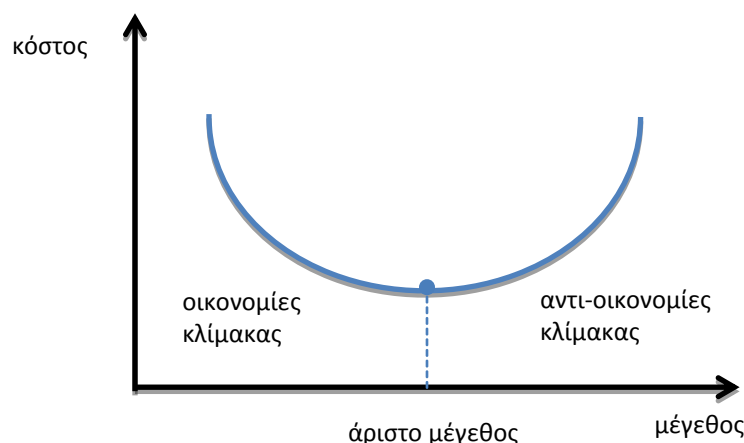 κόστος
οικονομίες
κλίμακας
αντι-οικονομίες
κλίμακας
άριστο μέγεθος
μέγεθος